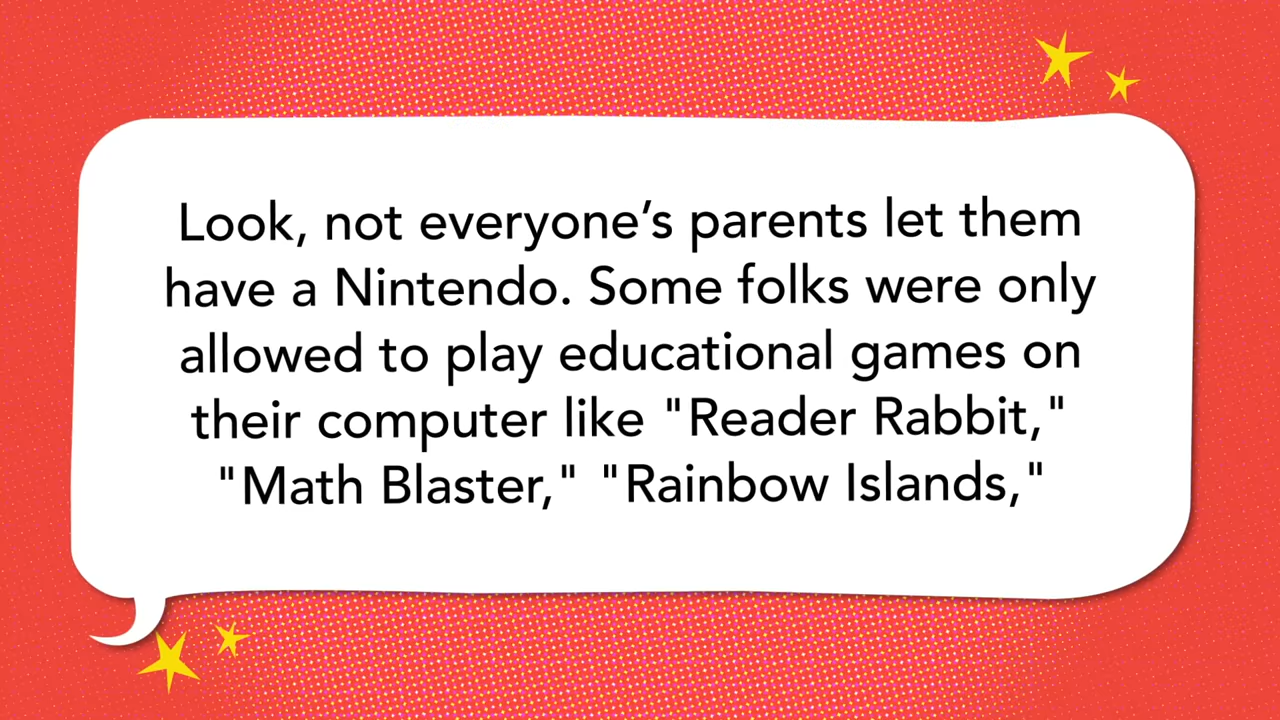 Look, not everyone’s parents let them
have a Nintendo. Some folks were only
allowed to play educational games on
their computer like "Reader Rabbit,"
"Math Blaster," "Rainbow Islands,"